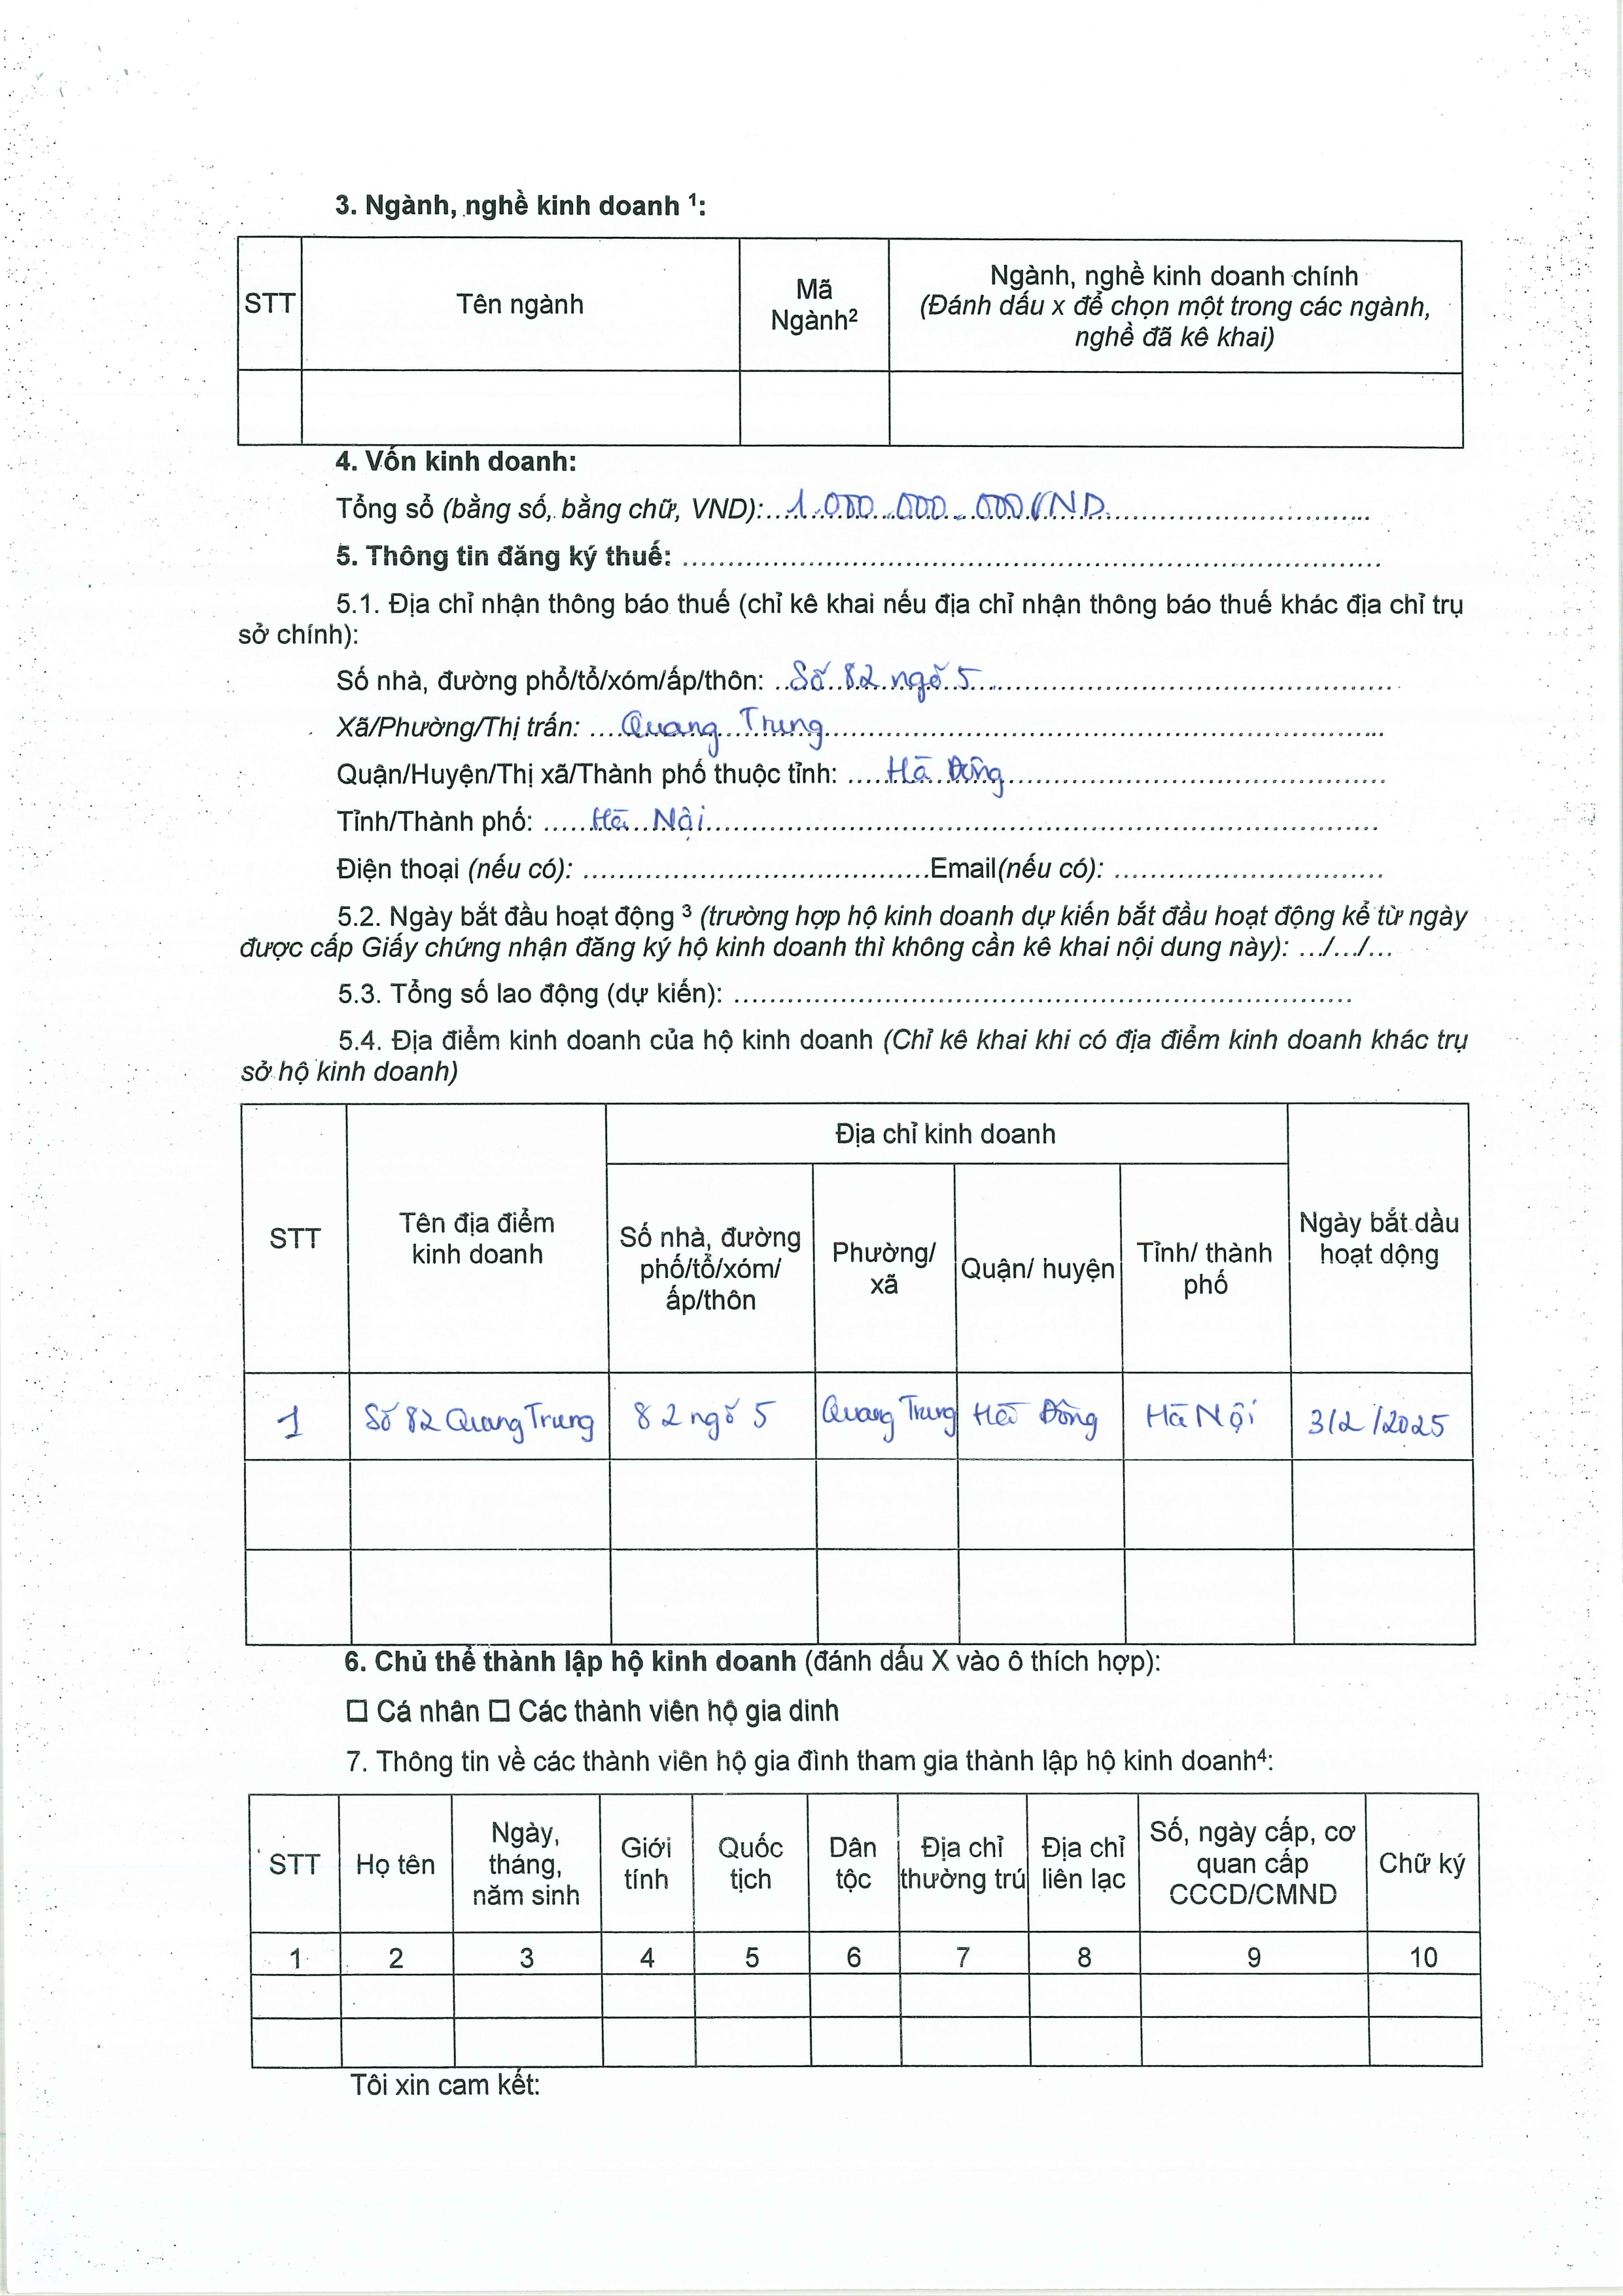 3. Ngành, nghề kinh doanh ¹:
STT
Tên ngành
Mã Ngành²
Ngành, nghề kinh doanh chính
(Đánh dấu x để chọn một trong các ngành,
nghề đã kê khai)
4. Vốn kinh doanh:
Tổng sổ (bằng số, bằng chữ, VND):....1.000.000.000 VND..............................
5. Thông tin đăng ký thuế: ..............................................................................
5.1. Địa chỉ nhận thông báo thuế (chỉ kê khai nếu địa chỉ nhận thông báo thuế khác địa chỉ trụ
sở chính):
Số nhà, đường phổ/tổ/xóm/ấp/thôn: ..Số 82 ngõ 5..............................................
Xã/Phường/Thị trấn: ...Quang Trung..............................................................
Quận/Huyện/Thị xã/Thành phố thuộc tỉnh: ....Hà Đông..........................................
Tỉnh/Thành phố: .....Hà Nội...........................................................................
Điện thoại (nếu có): .......................................Email(nếu có): ..............................
5.2. Ngày bắt đầu hoạt động ³ (trường hợp hộ kinh doanh dự kiến bắt đầu hoạt động kể từ ngày
được cấp Giấy chứng nhận đăng ký hộ kinh doanh thì không cần kê khai nội dung này): .../.../...
5.3. Tổng số lao động (dự kiến): .....................................................................
5.4. Địa điểm kinh doanh của hộ kinh doanh (Chỉ kê khai khi có địa điểm kinh doanh khác trụ
sở hộ kinh doanh)
STT
Tên địa điểm
kinh doanh
Địa chỉ kinh doanh
Số nhà, đường
phố/tổ/xóm/
ấp/thôn
Phường/
xã
Quận/ huyện
Tỉnh/ thành
phố
Ngày bắt dầu
hoạt động
1 Số 82 Quang Trung 82 ngõ 5 Quang Trung Hà Đông Hà Nội 3/2/2025
6. Chủ thể thành lập hộ kinh doanh (đánh dấu X vào ô thích hợp):
☐ Cá nhân ☐ Các thành viên hộ gia dinh
7. Thông tin về các thành viên hộ gia đình tham gia thành lập hộ kinh doanh⁴:
STT
Họ tên
Ngày,
tháng,
năm sinh
Giới
tính
Quốc
tịch
Dân
tộc
Địa chỉ
thường trú
Địa chỉ
liên lạc
Số, ngày cấp, cơ
quan cấp
CCCD/CMND
Chữ ký
1 2 3 4 5 6 7 8 9 10
Tôi xin cam kết: